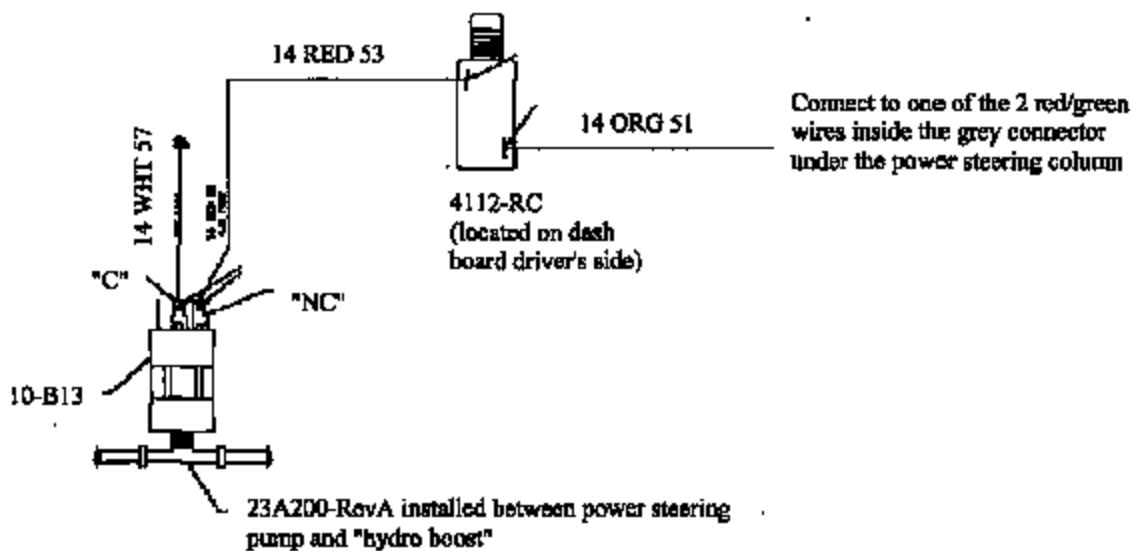 14 RED 53
14 ORG 51
Connect to one of the 2 red/green
wires inside the grey connector
under the power steering column
14 WHT 57
4112-RC
(located on dash
board driver's side)
"C"
"NC"
10-B13
23A200-RevA installed between power steering
pump and "hydro boost"